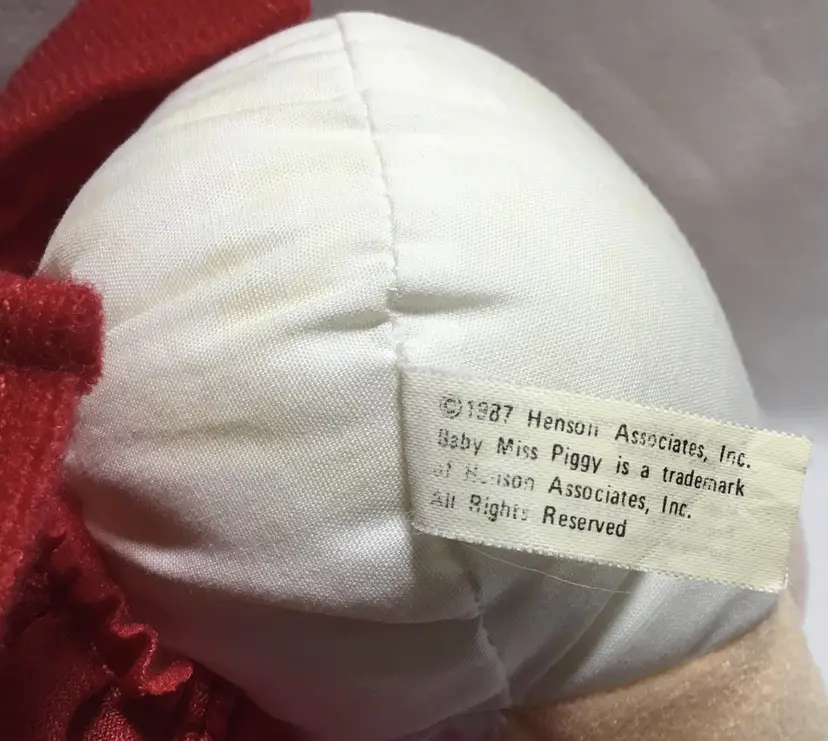 ©1987 Henson Associates, Inc.
Baby Miss Piggy is a trademark
of Henson Associates, Inc.
All Rights Reserved